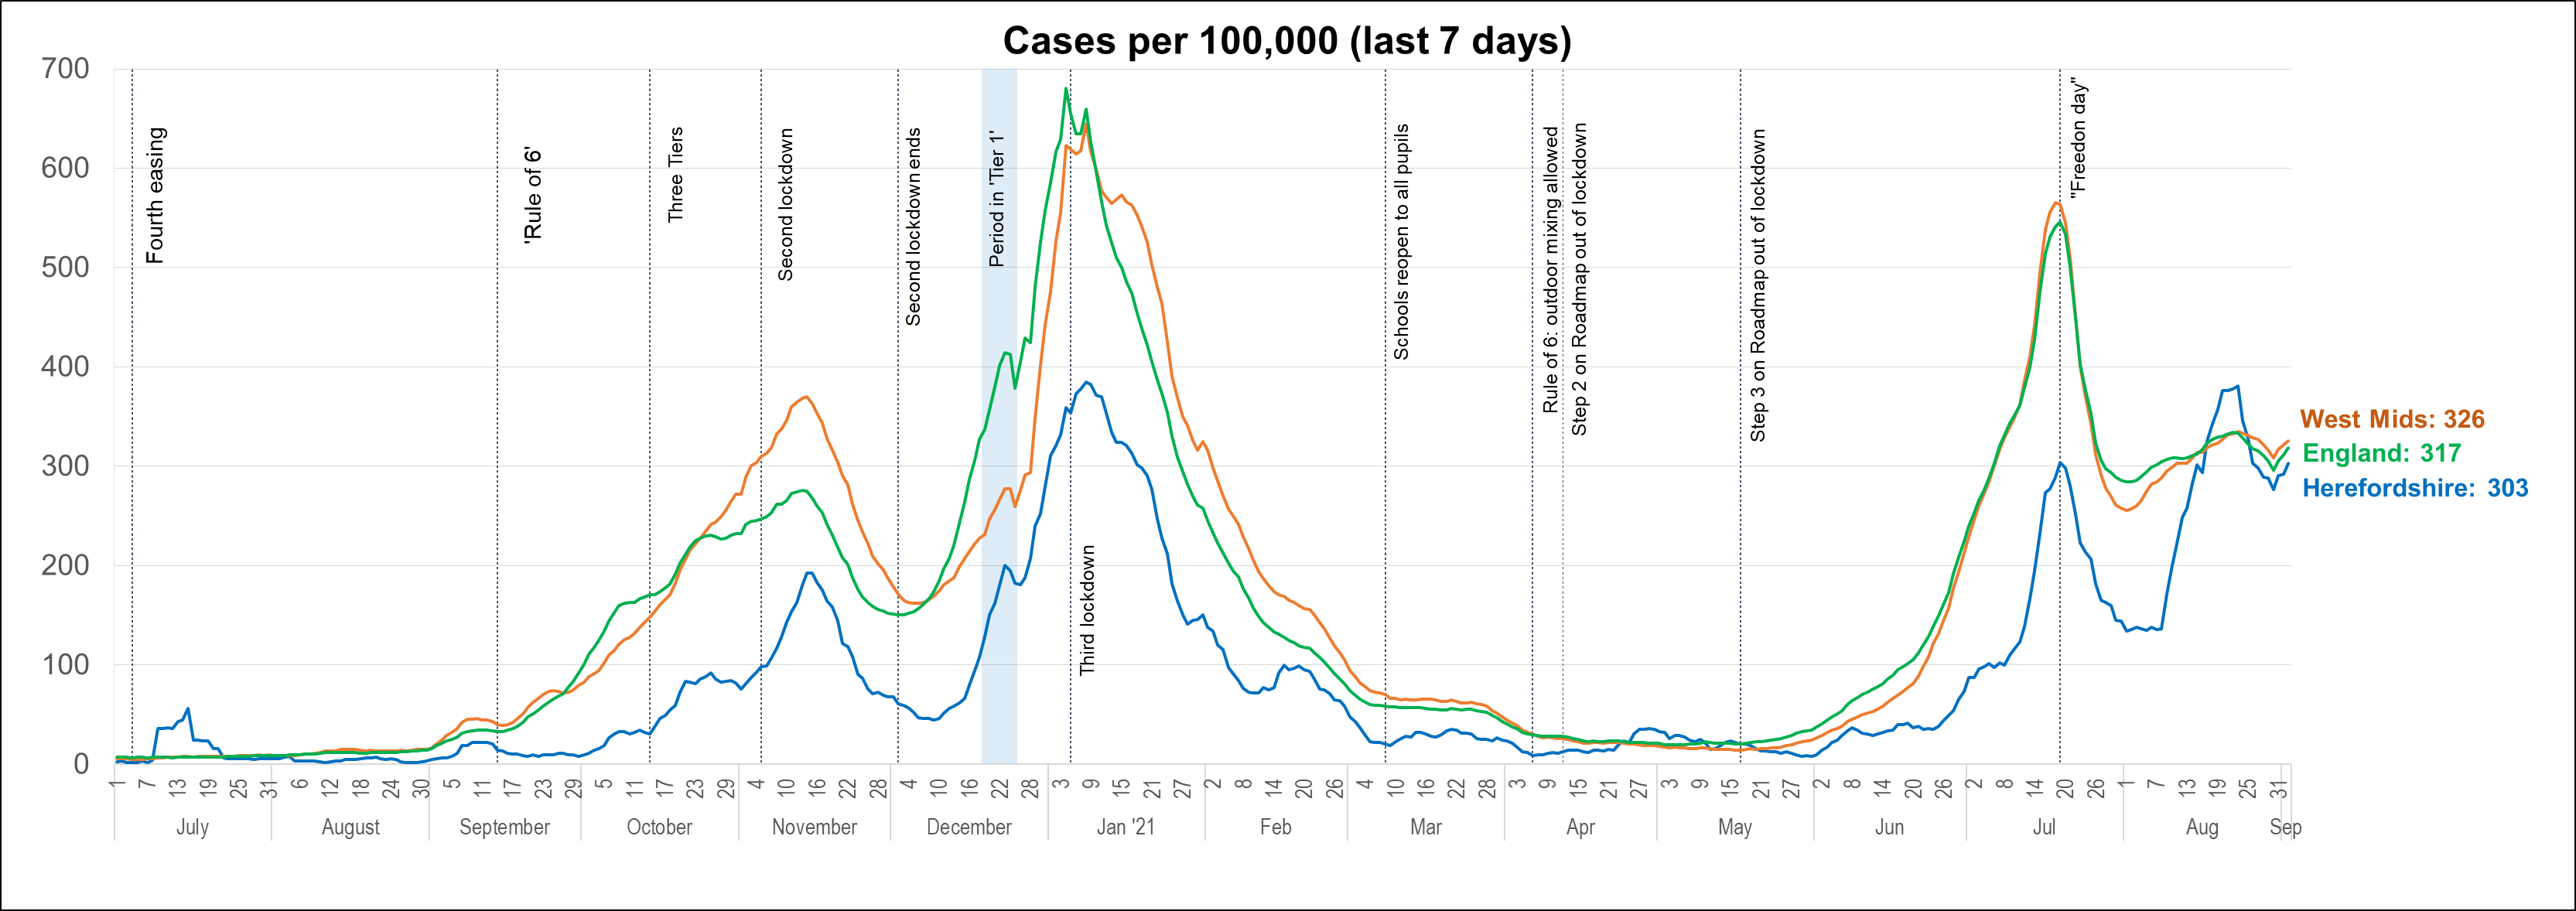 Cases per 100,000 (last 7 days)
700
600
500
400
300
200
100
0
Fourth easing
'Rule of 6'
Three Tiers
Second lockdown
Second lockdown ends
Period in 'Tier 1'
Third lockdown
Schools reopen to all pupils
Rule of 6: outdoor mixing allowed
Step 2 on Roadmap out of lockdown
Step 3 on Roadmap out of lockdown
"Freedon day"
West Mids: 326
England: 317
Herefordshire: 303
1 7 13 19 25 31 6 12 18 24 30 5 11 17 23 29 5 11 17 23 29 4 10 16 22 28 4 10 16 22 28 3 9 15 21 27 2 8 14 20 26 4 10 16 22 28 3 9 15 21 27 3 9 15 21 27 2 8 14 20 26 2 8 14 20 26 1 7 13 19 25 31
July August September October November December Jan '21 Feb Mar Apr May Jun Jul Aug Sep